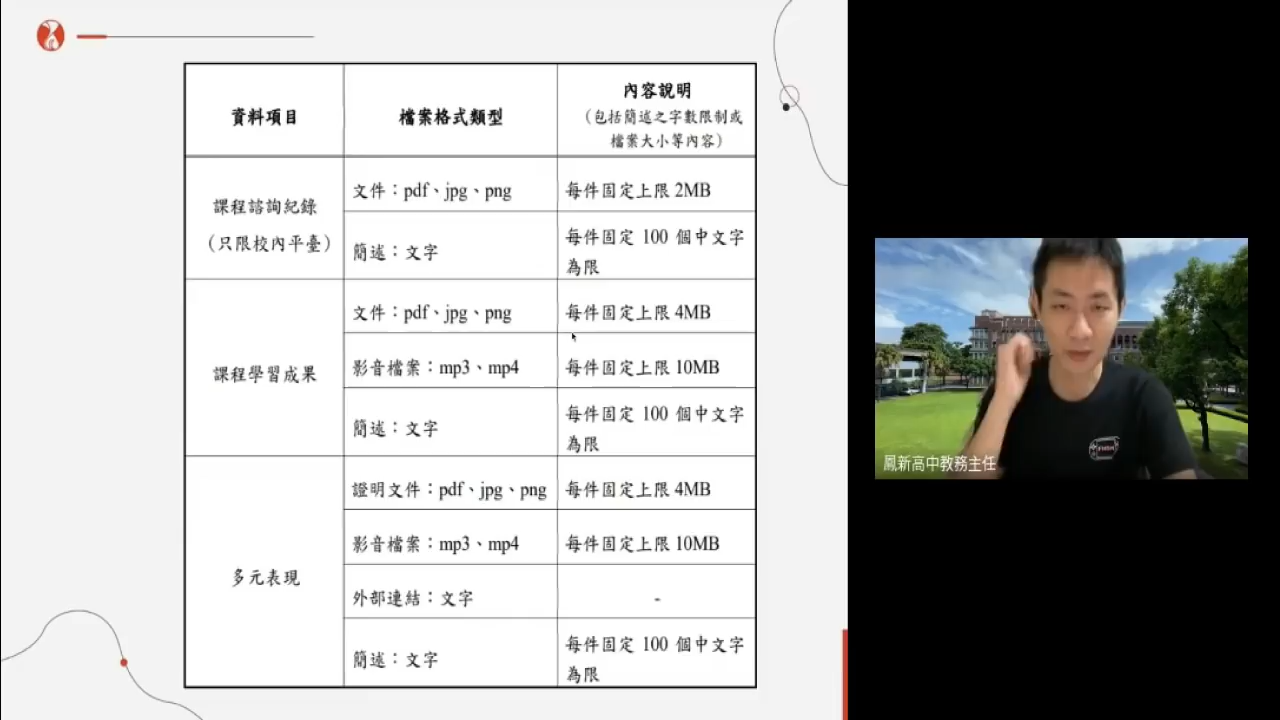 資料項目
檔案格式類型
內容說明
（包括簡述之字數限制或
檔案大小等內容）
課程諮詢紀錄
（只限校內平臺）
文件：pdf、jpg、png
每件固定上限 2MB
簡述：文字
每件固定 100 個中文字
為限
課程學習成果
文件：pdf、jpg、png
每件固定上限 4MB
影音檔案：mp3、mp4
每件固定上限 10MB
簡述：文字
每件固定 100 個中文字
為限
多元表現
證明文件：pdf、jpg、png
每件固定上限 4MB
影音檔案：mp3、mp4
每件固定上限 10MB
外部連結：文字
-
簡述：文字
每件固定 100 個中文字
為限
鳳新高中教務主任